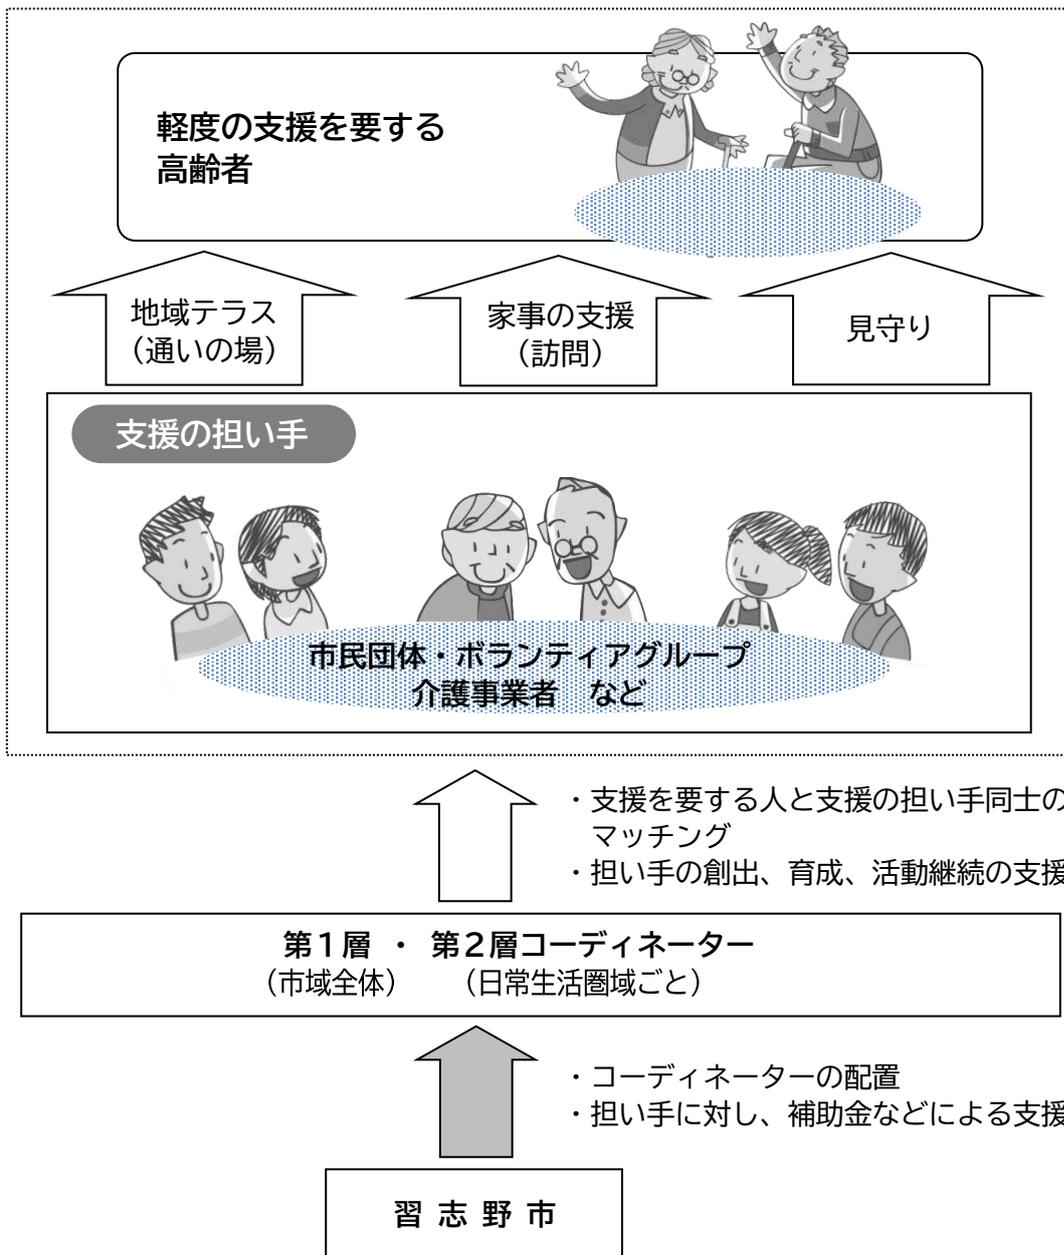 軽度の支援を要する
高齢者
地域テラス
（通いの場）
家事の支援
（訪問）
見守り
支援の担い手
市民団体・ボランティアグループ
介護事業者　など
・支援を要する人と支援の担い手同士の
マッチング
・担い手の創出、育成、活動継続の支援
第１層　・　第２層コーディネーター
（市域全体）　　（日常生活圏域ごと）
・コーディネーターの配置
・担い手に対し、補助金などによる支援
習 志 野 市